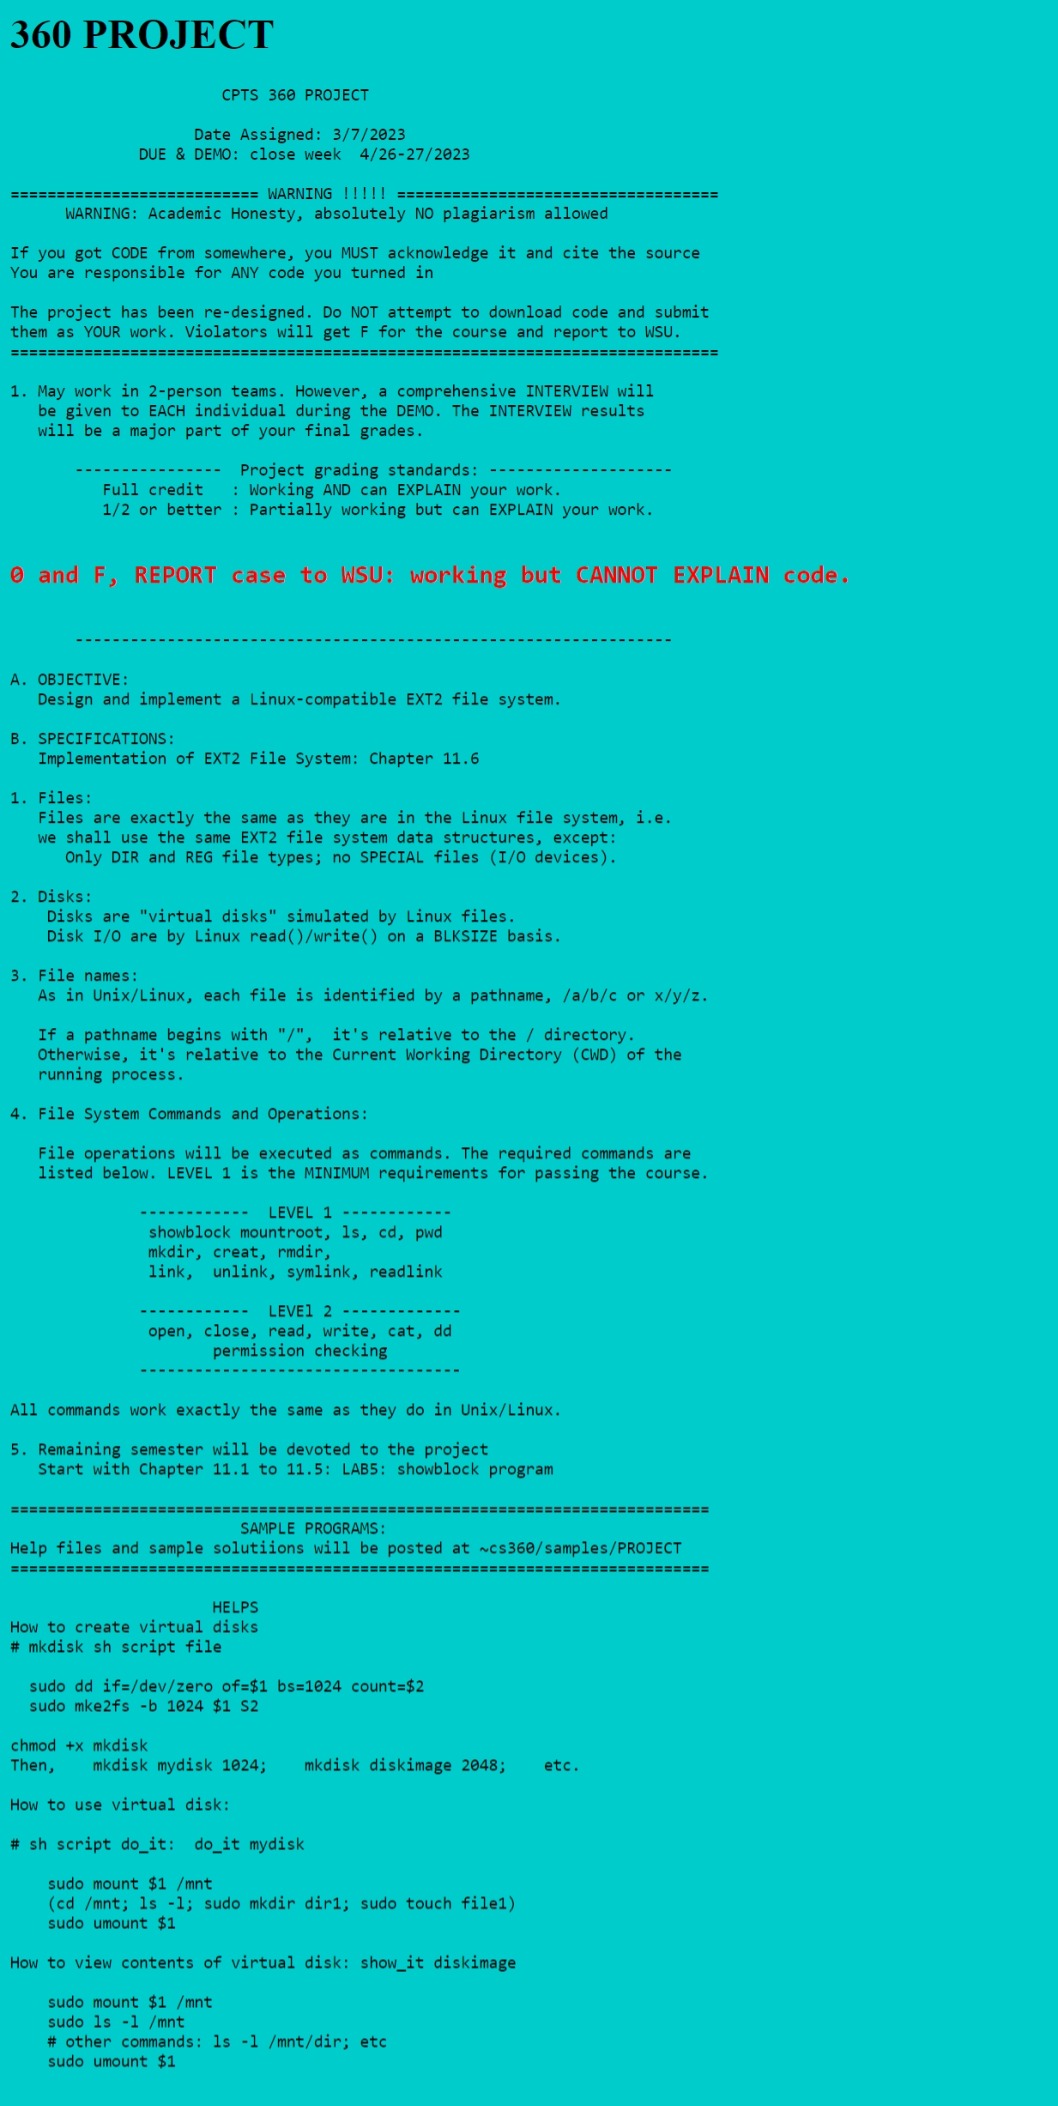 360 PROJECT
CPTS 360 PROJECT
Date Assigned: 3/7/2023
DUE & DEMO: close week  4/26-27/2023
=========================== WARNING !!!!! ===================================
WARNING: Academic Honesty, absolutely NO plagiarism allowed
If you got CODE from somewhere, you MUST acknowledge it and cite the source
You are responsible for ANY code you turned in
The project has been re-designed. Do NOT attempt to download code and submit
them as YOUR work. Violators will get F for the course and report to WSU.
=============================================================================
1. May work in 2-person teams. However, a comprehensive INTERVIEW will
be given to EACH individual during the DEMO. The INTERVIEW results
will be a major part of your final grades.
----------------  Project grading standards: --------------------
Full credit   : Working AND can EXPLAIN your work.
1/2 or better : Partially working but can EXPLAIN your work.
0 and F, REPORT case to WSU: working but CANNOT EXPLAIN code.
-----------------------------------------------------------------
A. OBJECTIVE:
Design and implement a Linux-compatible EXT2 file system.
B. SPECIFICATIONS:
Implementation of EXT2 File System: Chapter 11.6
1. Files:
Files are exactly the same as they are in the Linux file system, i.e.
we shall use the same EXT2 file system data structures, except:
Only DIR and REG file types; no SPECIAL files (I/O devices).
2. Disks:
Disks are "virtual disks" simulated by Linux files.
Disk I/O are by Linux read()/write() on a BLKSIZE basis.
3. File names:
As in Unix/Linux, each file is identified by a pathname, /a/b/c or x/y/z.
If a pathname begins with "/",  it's relative to the / directory.
Otherwise, it's relative to the Current Working Directory (CWD) of the
running process.
4. File System Commands and Operations:
File operations will be executed as commands. The required commands are
listed below. LEVEL 1 is the MINIMUM requirements for passing the course.
------------  LEVEL 1 ------------
showblock mountroot, ls, cd, pwd
mkdir, creat, rmdir,
link,  unlink, symlink, readlink
------------  LEVEl 2 -------------
open, close, read, write, cat, dd
permission checking
-----------------------------------
All commands work exactly the same as they do in Unix/Linux.
5. Remaining semester will be devoted to the project
Start with Chapter 11.1 to 11.5: LAB5: showblock program
============================================================================
SAMPLE PROGRAMS:
Help files and sample solutiions will be posted at ~cs360/samples/PROJECT
============================================================================
HELPS
How to create virtual disks
# mkdisk sh script file
sudo dd if=/dev/zero of=$1 bs=1024 count=$2
sudo mke2fs -b 1024 $1 S2
chmod +x mkdisk
Then,    mkdisk mydisk 1024;    mkdisk diskimage 2048;    etc.
How to use virtual disk:
# sh script do_it:  do_it mydisk
sudo mount $1 /mnt
(cd /mnt; ls -l; sudo mkdir dir1; sudo touch file1)
sudo umount $1
How to view contents of virtual disk: show_it diskimage
sudo mount $1 /mnt
sudo ls -l /mnt
# other commands: ls -l /mnt/dir; etc
sudo umount $1